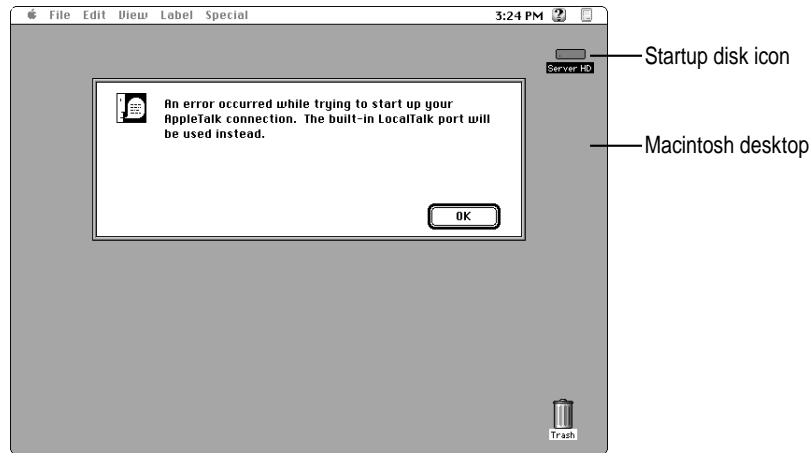 File Edit View Label Special 3:24 PM
Startup disk icon
Server HD
An error occurred while trying to start up your
AppleTalk connection. The built-in LocalTalk port will
be used instead.
Macintosh desktop
OK
Trash